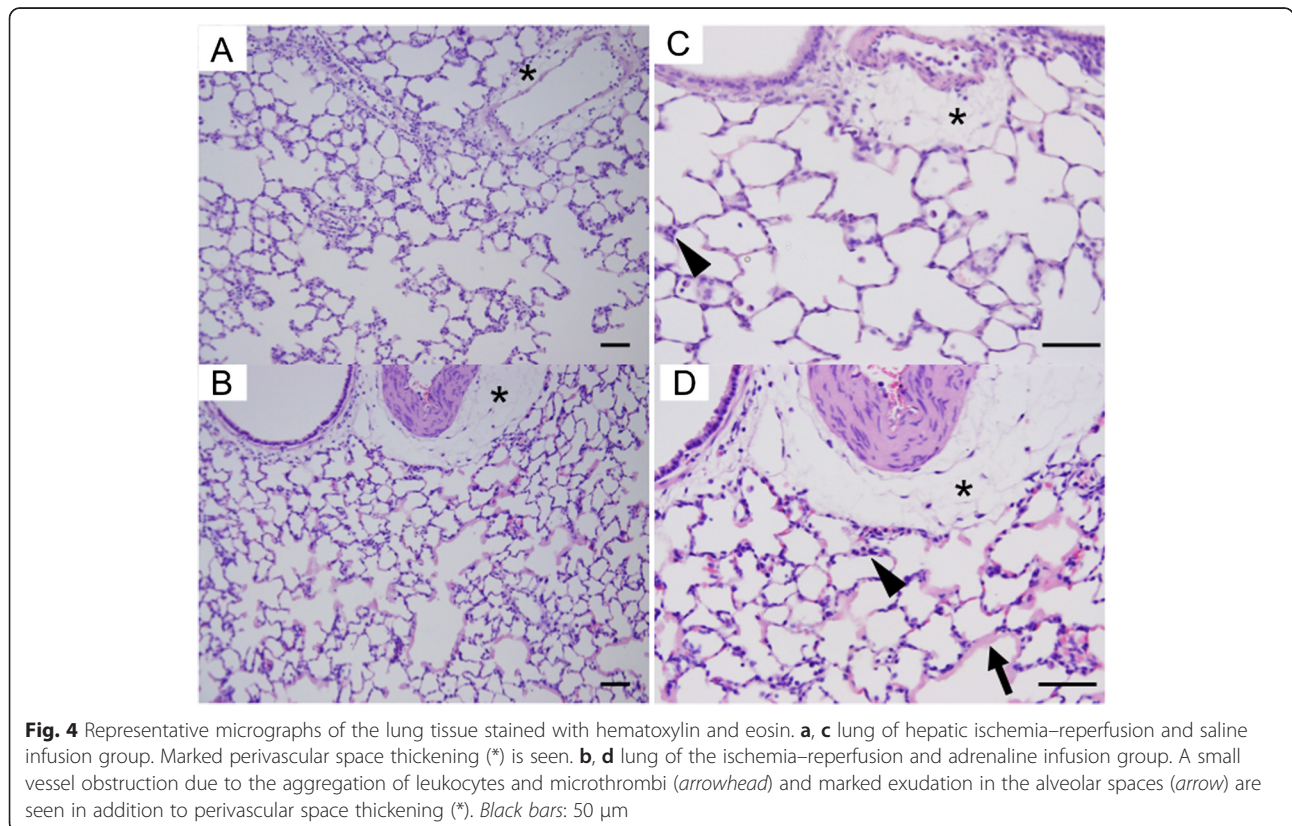 A
*
C
*
B
*
D
*
Fig. 4 Representative micrographs of the lung tissue stained with hematoxylin and eosin. a, c lung of hepatic ischemia–reperfusion and saline
infusion group. Marked perivascular space thickening (*) is seen. b, d lung of the ischemia–reperfusion and adrenaline infusion group. A small
vessel obstruction due to the aggregation of leukocytes and microthrombi (arrowhead) and marked exudation in the alveolar spaces (arrow) are
seen in addition to perivascular space thickening (*). Black bars: 50 μm